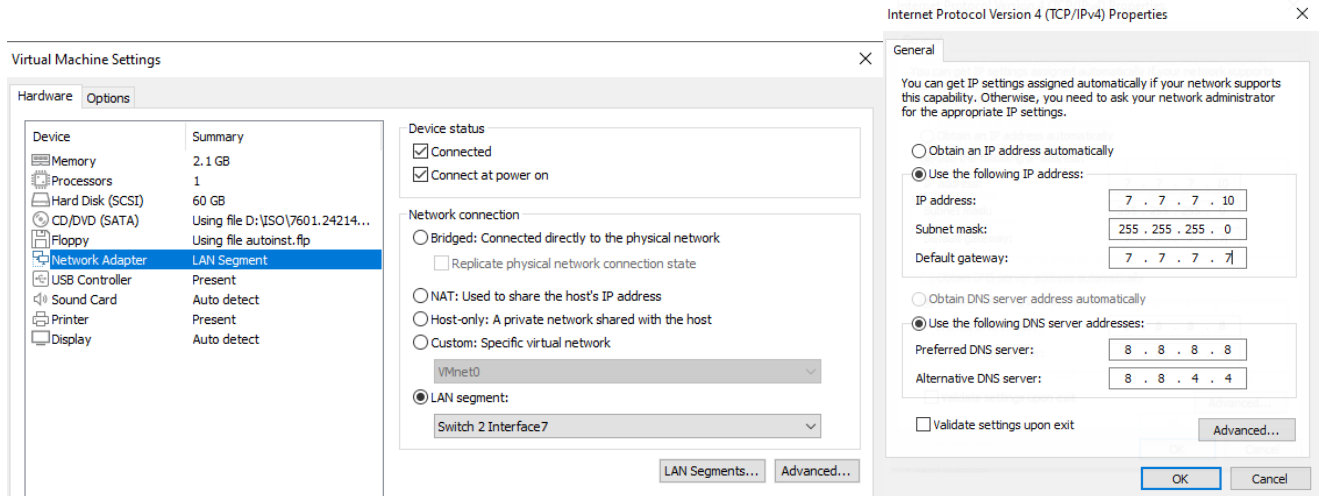 Virtual Machine Settings
Hardware
Options
Device Summary
Memory 2.1 GB
Processors 1
Hard Disk (SCSI) 60 GB
CD/DVD (SATA) Using file D:\ISO\7601.24214...
Floppy Using file autoinst.flp
Network Adapter LAN Segment
USB Controller Present
Sound Card Auto detect
Printer Present
Display Auto detect
Device status
Connected
Connect at power on
Network connection
Bridged: Connected directly to the physical network
Replicate physical network connection state
NAT: Used to share the host's IP address
Host-only: A private network shared with the host
Custom: Specific virtual network
VMnet0
LAN segment:
Switch 2 Interface7
LAN Segments... Advanced...
Internet Protocol Version 4 (TCP/IPv4) Properties
General
You can get IP settings assigned automatically if your network supports
this capability. Otherwise, you need to ask your network administrator
for the appropriate IP settings.
Obtain an IP address automatically
Use the following IP address:
IP address: 7 . 7 . 7 . 10
Subnet mask: 255 . 255 . 255 . 0
Default gateway: 7 . 7 . 7 . 7
Obtain DNS server address automatically
Use the following DNS server addresses:
Preferred DNS server: 8 . 8 . 8 . 8
Alternative DNS server: 8 . 8 . 4 . 4
Validate settings upon exit
Advanced...
OK Cancel